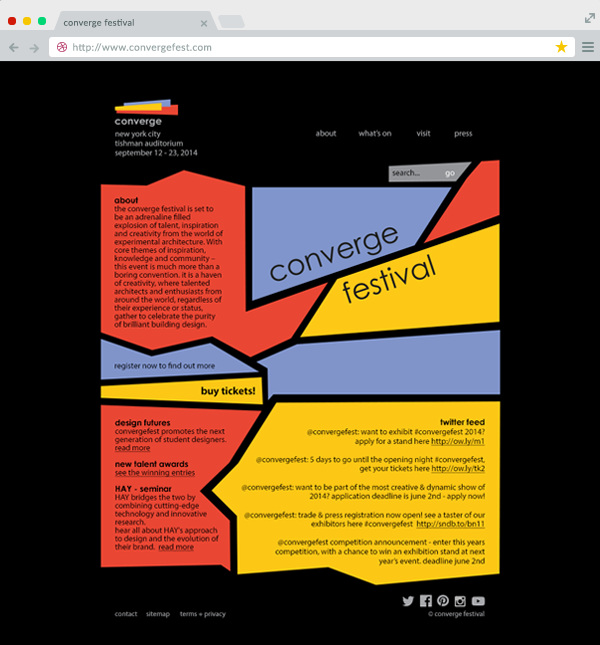 converge festival
http://www.convergefest.com
converge
new york city
tishman auditorium
september 12 - 23, 2014
about what's on visit press
search... go
about
the converge festival is set to
be an adrenaline filled
explosion of talent, inspiration
and creativity from the world of
experimental architecture. With
core themes of inspiration,
knowledge and community –
this event is much more than a
boring convention. it is a haven
of creativity, where talented
architects and enthusiasts from
around the world, regardless of
their experience or status,
gather to celebrate the purity
of brilliant building design.
converge
festival
register now to find out more
buy tickets!
design futures
convergefest promotes the next
generation of student designers.
read more
new talent awards
see the winning entries
HAY - seminar
HAY bridges the two by
combining cutting-edge
technology and innovative
research.
hear all about HAY's approach
to design and the evolution of
their brand. read more
twitter feed
@convergefest: want to exhibit #convergefest 2014?
apply for a stand here http://ow.ly/m1
@convergefest: 5 days to go until the opening night #convergefest,
get your tickets here http://ow.ly/tk2
@convergefest: want to be part of the most creative & dynamic show of
2014? application deadline is june 2nd - apply now!
@convergefest: trade & press registration now open! see a taster of our
exhibitors here #convergefest http://sndb.to/bn11
@convergefest competition announcement - enter this years
competition, with a chance to win an exhibition stand at next
year's event. deadline june 2nd
contact sitemap terms + privacy
© converge festival